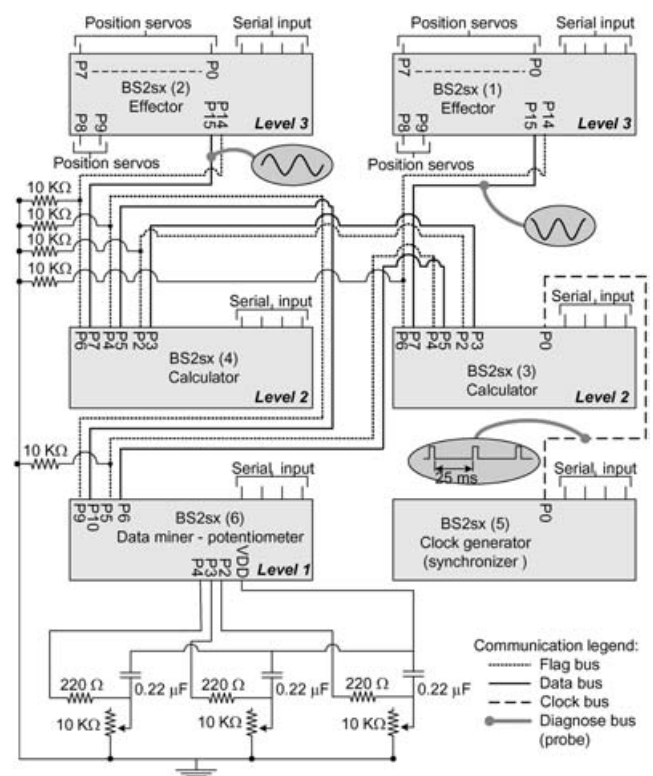 Position servos
Serial input
Position servos
Serial input
P7
P0
BS2sx (2)
Effector
P15
P14
P8
P9
Level 3
P7
P0
BS2sx (1)
Effector
P15
P14
P8
P9
Level 3
Position servos
Position servos
10 KΩ
10 KΩ
10 KΩ
10 KΩ
Serial input
Serial input
P6
P7
P4
P5
P2
P3
BS2sx (4)
Calculator
Level 2
P6
P7
P4
P5
P2
P3
P0
BS2sx (3)
Calculator
Level 2
10 KΩ
25 ms
Serial input
Serial input
P9
P10
P5
P6
BS2sx (6)
Data miner - potentiometer
P4
P3
P2
VDD
Level 1
P0
BS2sx (5)
Clock generator
(synchronizer )
220 Ω
0.22 µF
220 Ω
0.22 µF
220 Ω
0.22 µF
10 KΩ
10 KΩ
10 KΩ
Communication legend:
Flag bus
Data bus
Clock bus
Diagnose bus
(probe)